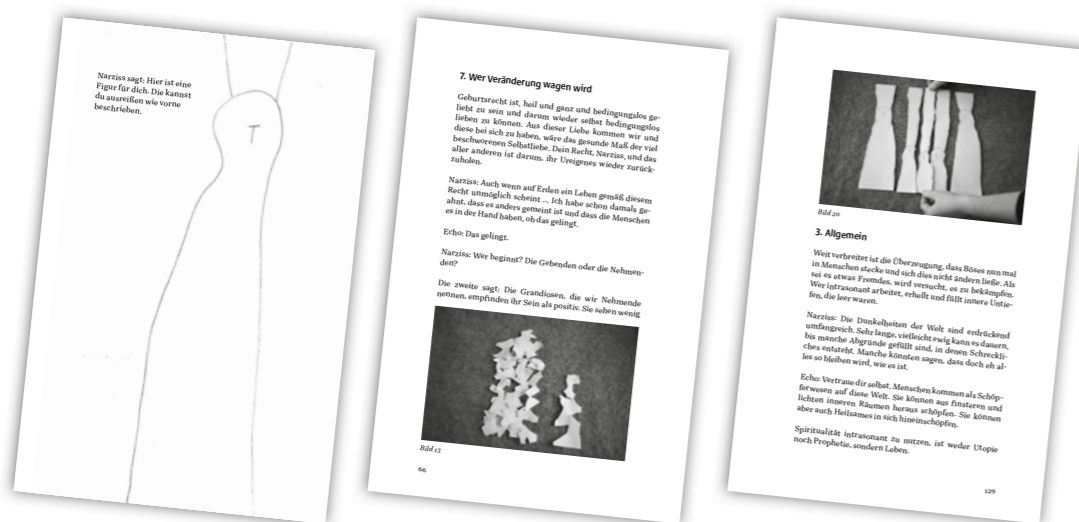 Narziss sagt: Hier ist eine
Figur für dich. Die kannst
du ausreißen wie vorne
beschrieben.
T
7. Wer Veränderung wagen wird
Geburtsrecht ist, heil und ganz und bedingungslos ge-
liebt zu sein und darum wieder selbst bedingungslos
lieben zu können. Aus dieser Liebe kommen wir und
diese bei sich zu haben, wäre das gesunde Maß der viel
beschworenen Selbstliebe. Dein Recht, Narziss, und das
aller anderen ist darum, ihr Ureigenes wieder zurück-
zuholen.
Narziss: Auch wenn auf Erden ein Leben gemäß diesem
Recht unmöglich scheint ... Ich habe schon damals ge-
ahnt, dass es anders gemeint ist und dass die Menschen
es in der Hand haben, ob das gelingt.
Echo: Das gelingt.
Narziss: Wer beginnt? Die Gebenden oder die Nehmen-
den?
Die zweite sagt: Die Grandiosen, die wir Nehmende
nennen, empfinden ihr Sein als positiv. Sie sehen wenig
Bild 13
66
Bild 20
3. Allgemein
Weit verbreitet ist die Überzeugung, dass Böses nun mal
in Menschen stecke und sich dies nicht ändern ließe. Als
sei es etwas Fremdes, wird versucht, es zu bekämpfen.
Wer intrasonant arbeitet, erhellt und füllt innere Untie-
fen, die leer waren.
Narziss: Die Dunkelheiten der Welt sind erdrückend
umfangreich. Sehr lange, vielleicht ewig kann es dauern,
bis manche Abgründe gefüllt sind, in denen Schreckli-
ches entsteht. Manche könnten sagen, dass doch eh al-
les so bleiben wird, wie es ist.
Echo: Vertraue dir selbst. Menschen kommen als Schöp-
ferwesen auf diese Welt. Sie können aus finsteren und
lichten inneren Räumen heraus schöpfen. Sie können
aber auch Heilsames in sich hineinschöpfen.
Spiritualität intrasonant zu nutzen, ist weder Utopie
noch Prophetie, sondern Leben.
129